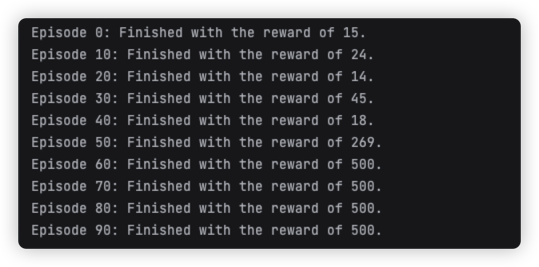 Episode 0: Finished with the reward of 15.
Episode 10: Finished with the reward of 24.
Episode 20: Finished with the reward of 14.
Episode 30: Finished with the reward of 45.
Episode 40: Finished with the reward of 18.
Episode 50: Finished with the reward of 269.
Episode 60: Finished with the reward of 500.
Episode 70: Finished with the reward of 500.
Episode 80: Finished with the reward of 500.
Episode 90: Finished with the reward of 500.